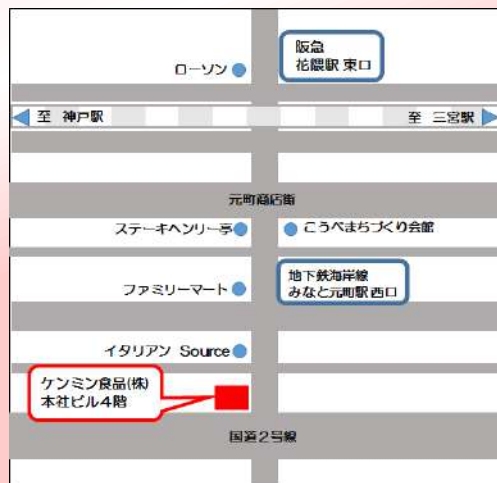 阪急
花隈駅 東口
ローソン
至 神戸駅
至 三宮駅
元町商店街
ステーキヘンリー亭
こうべまちづくり会館
地下鉄海岸線
みなと元町駅 西口
ファミリーマート
イタリアン Source
ケンミン食品(株)
本社ビル4階
国道2号線